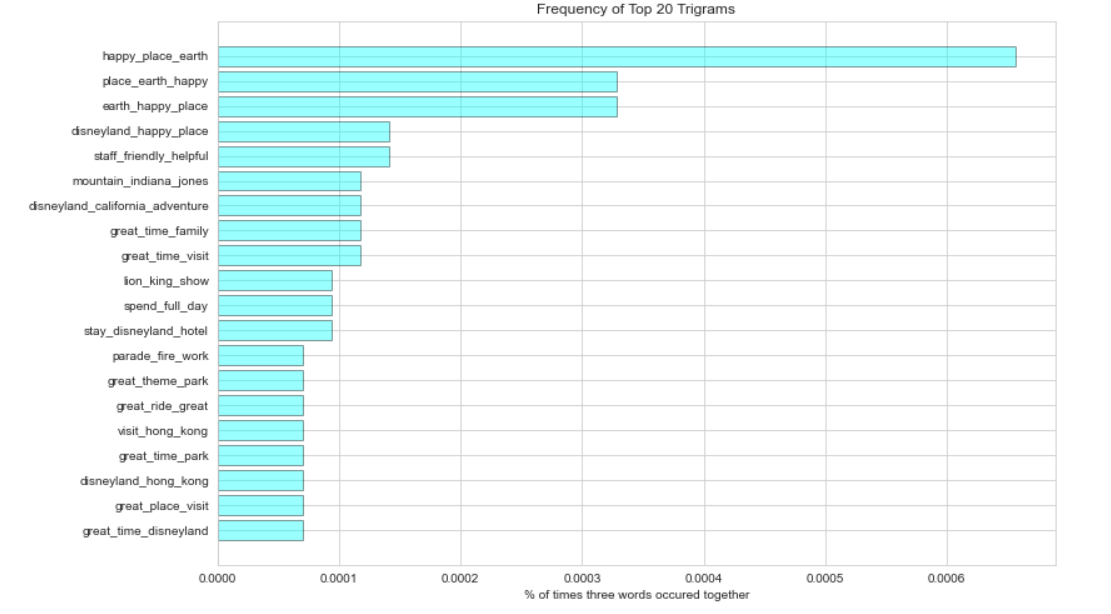 Frequency of Top 20 Trigrams
happy_place_earth
place_earth_happy
earth_happy_place
disneyland_happy_place
staff_friendly_helpful
mountain_indiana_jones
disneyland_california_adventure
great_time_family
great_time_visit
lion_king_show
spend_full_day
stay_disneyland_hotel
parade_fire_work
great_theme_park
great_ride_great
visit_hong_kong
great_time_park
disneyland_hong_kong
great_place_visit
great_time_disneyland
0.0000 0.0001 0.0002 0.0003 0.0004 0.0005 0.0006
% of times three words occured together